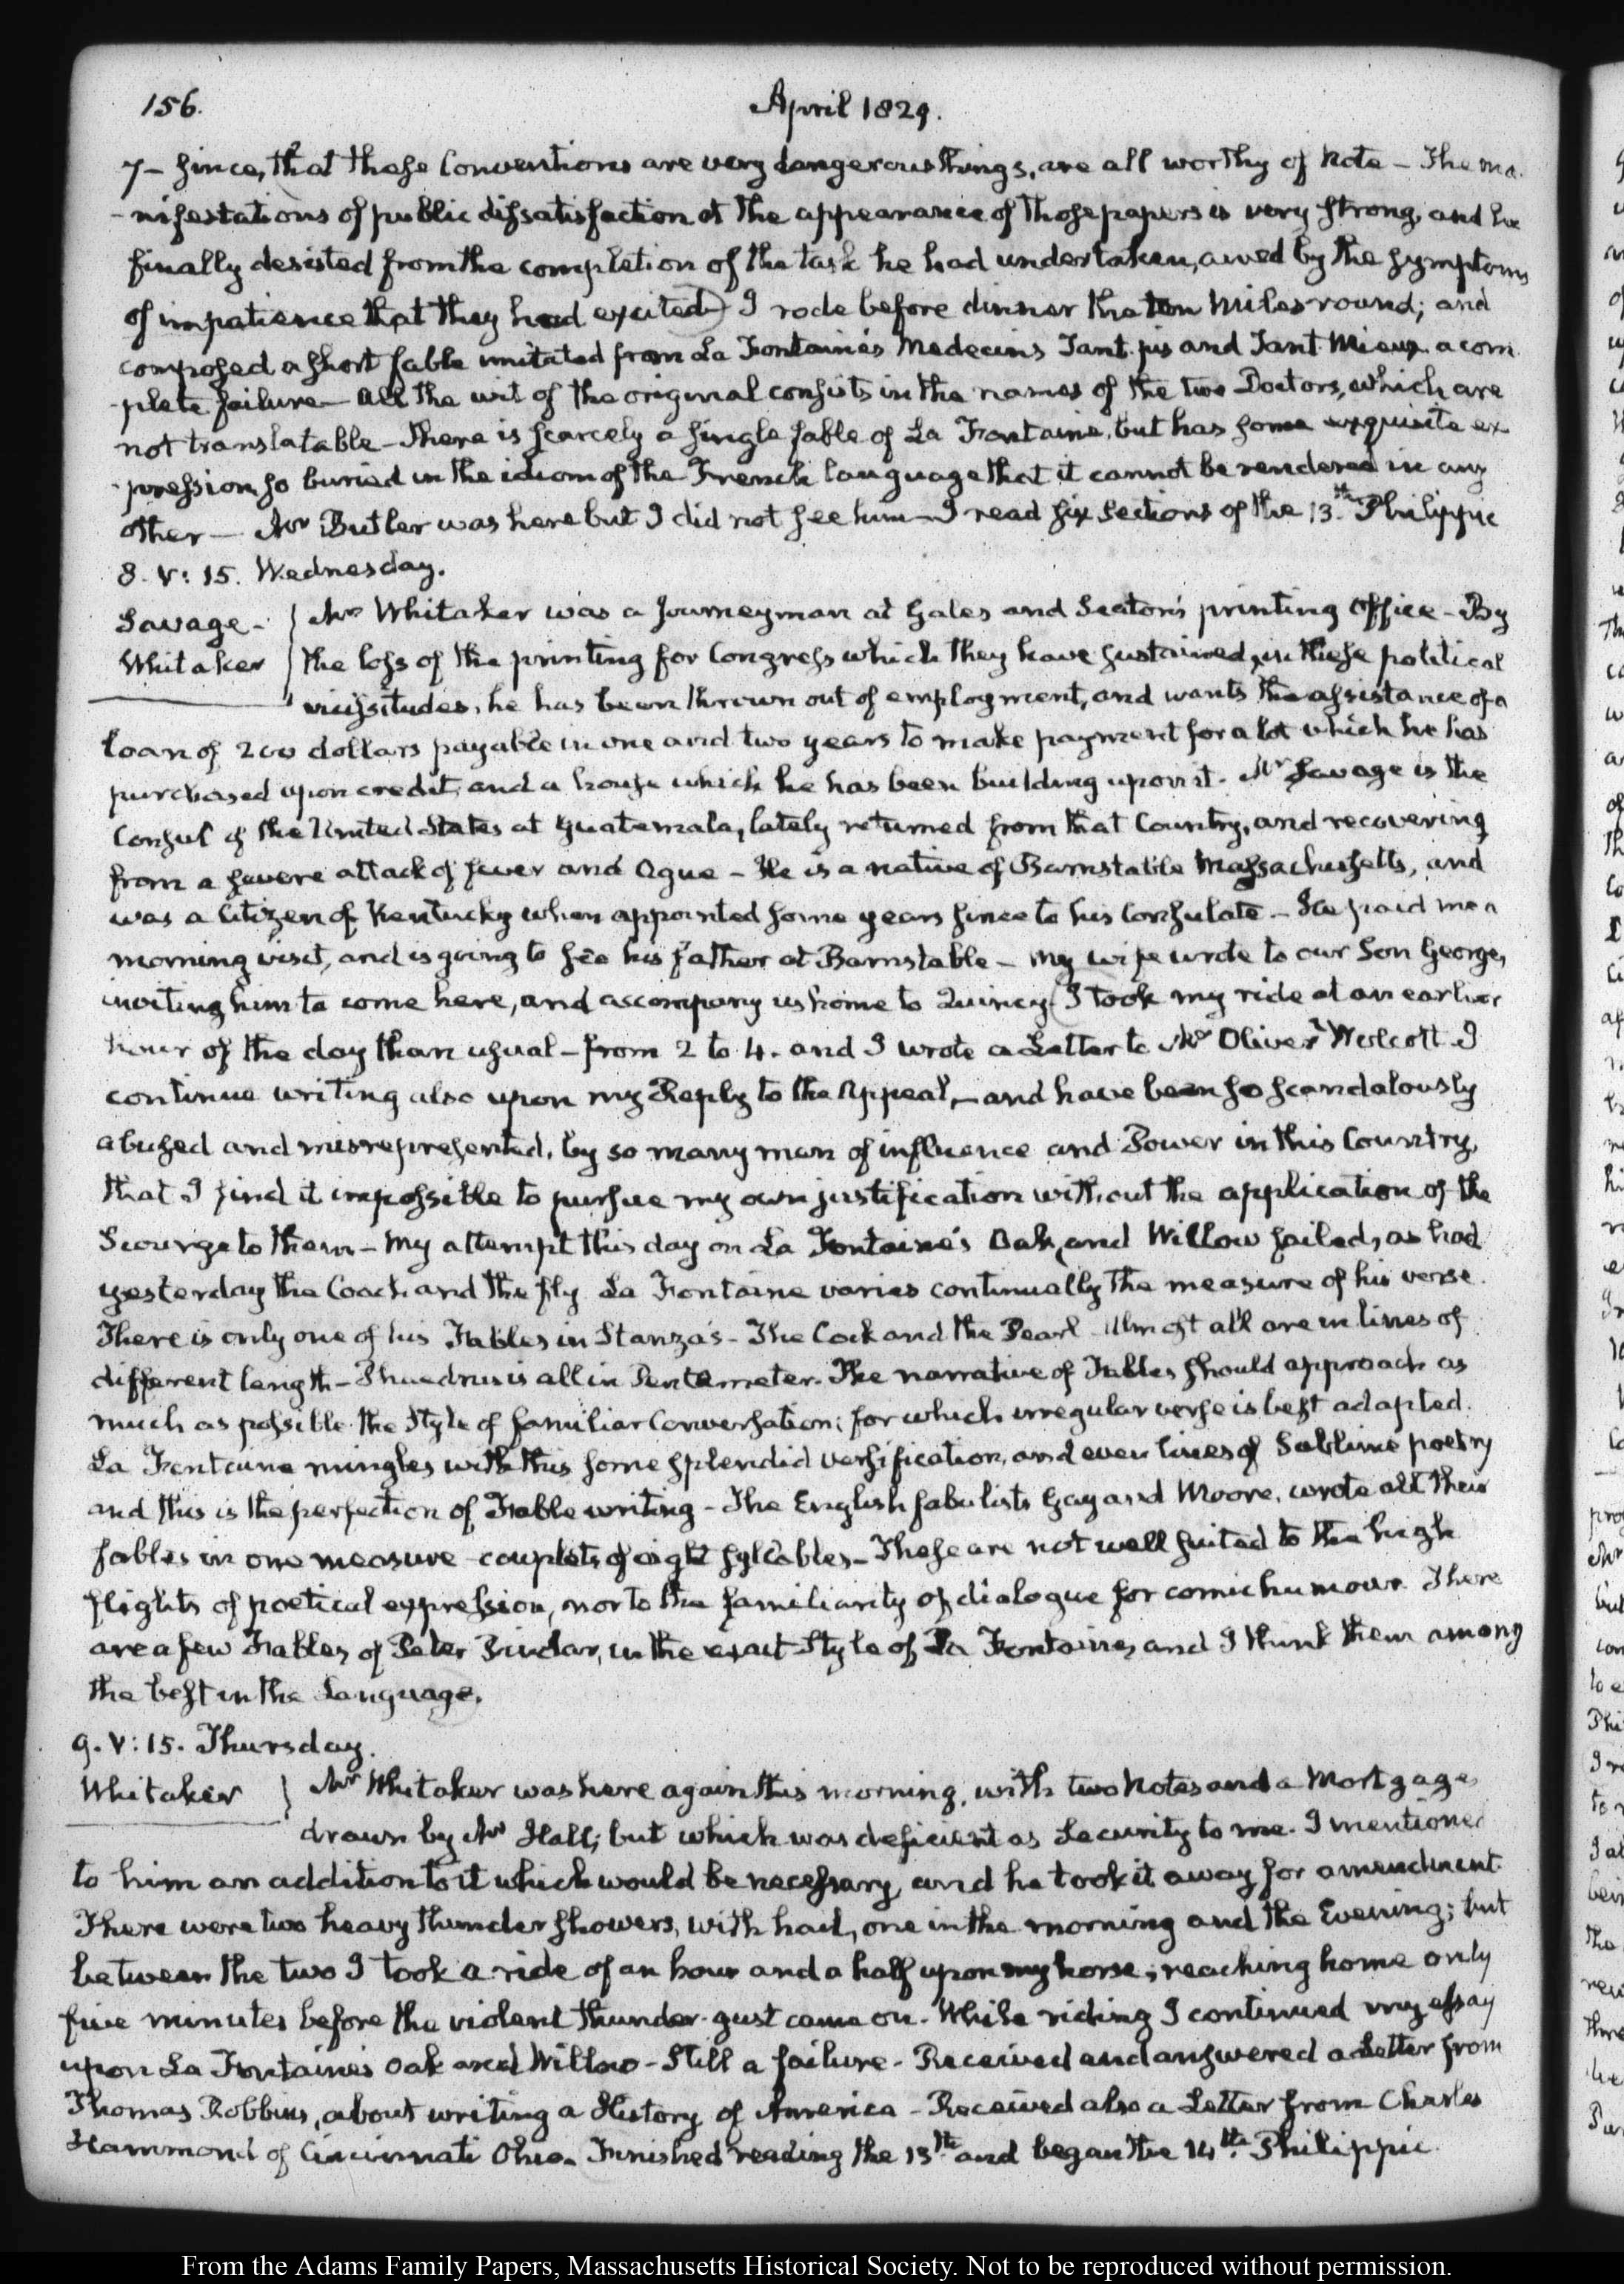 156.
April 1829.
7 - since, that these Conventions are very dangerous things, are all worthy of Note - The ma-
-nifestations of public dissatisfaction at the appearance of those papers is very strong, and he
finally desisted from the completion of the task he had undertaken, awed by the symptoms
of impatience that they had excited) I rode before dinner the ten Miles round; and
composed a short fable imitated from La Fontaine's Medecins Tant-pis and Tant-Mieux a com
-plete failure - All the wit of the original consists in the names of the two Doctors, which are
not translatable - There is scarcely a single fable of La Fontaine, but has some exquisite ex-
-pression so buried in the idiom of the French language that it cannot be rendered in any
other - Mr Butler was here but I did not see him - I read six Sections of the 13.th Philippic
8. V: 15. Wednesday.
Savage -
Whitaker
Mr Whitaker was a Journeyman at Gales and Seaton's printing Office - By
the loss of the printing for Congress which they have sustained, in these political
vicissitudes, he has been thrown out of employment, and wants the assistance of a
loan of 200 dollars payable in one and two years to make payment for a lot which he has
purchased upon credit, and a house which he has been building upon it. Mr Savage is the
Consul of the United States at Guatemala, lately returned from that Country, and recovering
from a severe attack of fever and Ague - He is a native of Barnstable Massachusetts, and
was a Citizen of Kentucky when appointed some years since to his Consulate - He paid me a
morning visit, and is going to see his father at Barnstable - My wife wrote to our Son George,
inviting him to come here, and accompany us home to Quincy. I took my ride at an earlier
hour of the day than usual - from 2 to 4. and I wrote a Letter to Mr Oliver Wolcott. I
continue writing also upon my Reply to the Appeal, - and have been so scandalously
abused and misrepresented, by so many men of influence and Power in this Country,
that I find it impossible to pursue my own justification without the application of the
Scourge to them - My attempt this day on La Fontaine's Oak, and Willow failed, as had
yesterday the Coach and the fly La Fontaine varies continually the measure of his verse.
There is only one of his Fables in Stanza's - The Cock and the Pearl - Almost all are in lines of
different length - Phaedrus is all in Pentameter. The narrative of Fables should approach as
much as possible the Style of familiar Conversation; for which irregular verse is best adapted.
La Fontaine mingles with this some splendid versification, and even lines of Sublime poetry
and this is the perfection of Fable writing - The English fabulists Gay and Moore, wrote all their
fables in one measure - couplets of eight syllables - These are not well suited to the high
flights of poetical expression, nor to the familiarity of dialogue for comic humour. There
are a few Fables of Peter Pindar, in the exact Style of La Fontaine, and I think them among
the best in the Language.
9. V: 15. Thursday.
Whitaker
Mr Whitaker was here again this morning, with two Notes and a Mortgage,
drawn by Mr Hall; but which was deficient as Security to me. I mentioned
to him an addition to it which would be necessary, and he took it away for amendment.
There were two heavy thunder showers, with hail, one in the morning and the Evening; but
between the two I took a ride of an hour and a half upon my horse; reaching home only
five minutes before the violent thunder-gust came on. While riding I continued my essay
upon La Fontaine's Oak and Willow - Still a failure - Received and answered a Letter from
Thomas Robbins, about writing a History of America - Received also a Letter from Charles
Hammond of Cincinnati Ohio. Finished reading the 13th and began the 14th. Philippic.
From the Adams Family Papers, Massachusetts Historical Society. Not to be reproduced without permission.